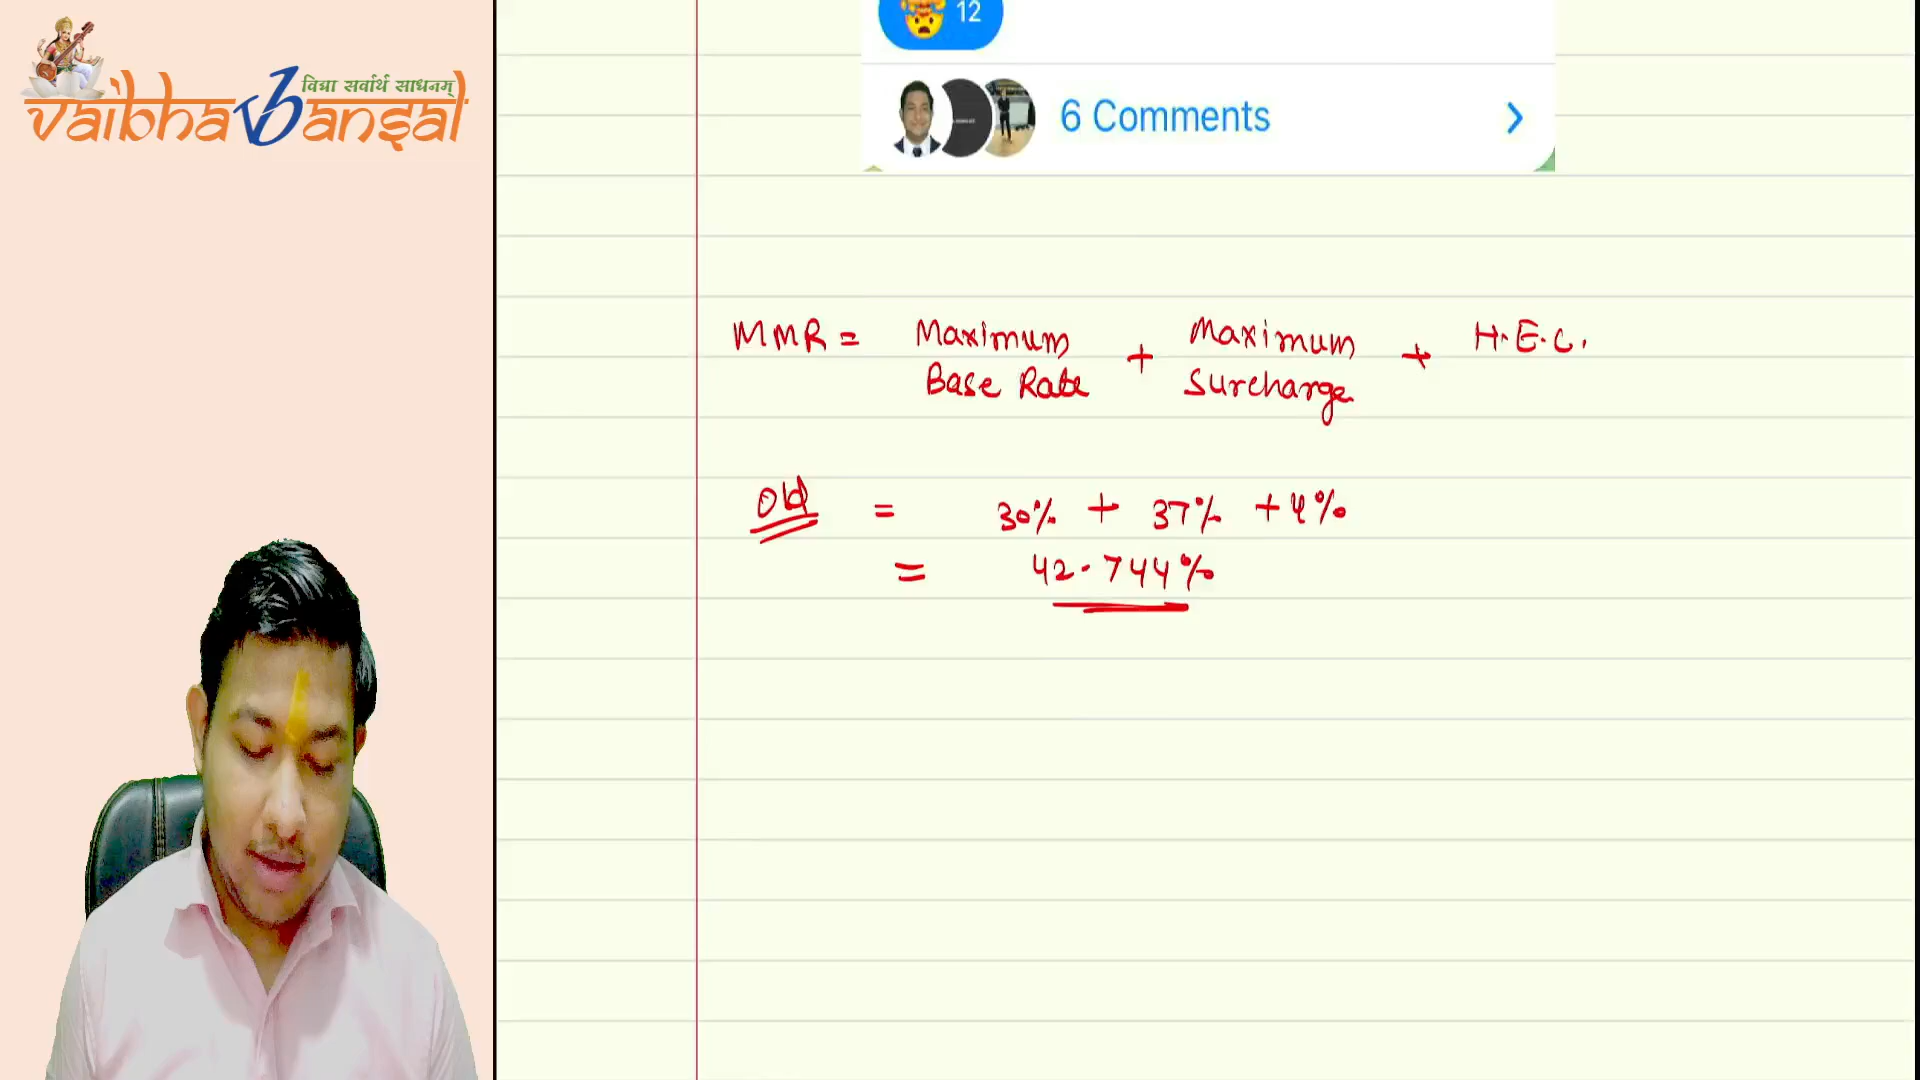 विद्या सर्वार्थ साधनम्
Vaibhav Bansal
12
6 Comments
MMR = Maximum Base Rate + Maximum Surcharge + H.E.C.
Old = 30% + 37% + 4%
= 42.744%